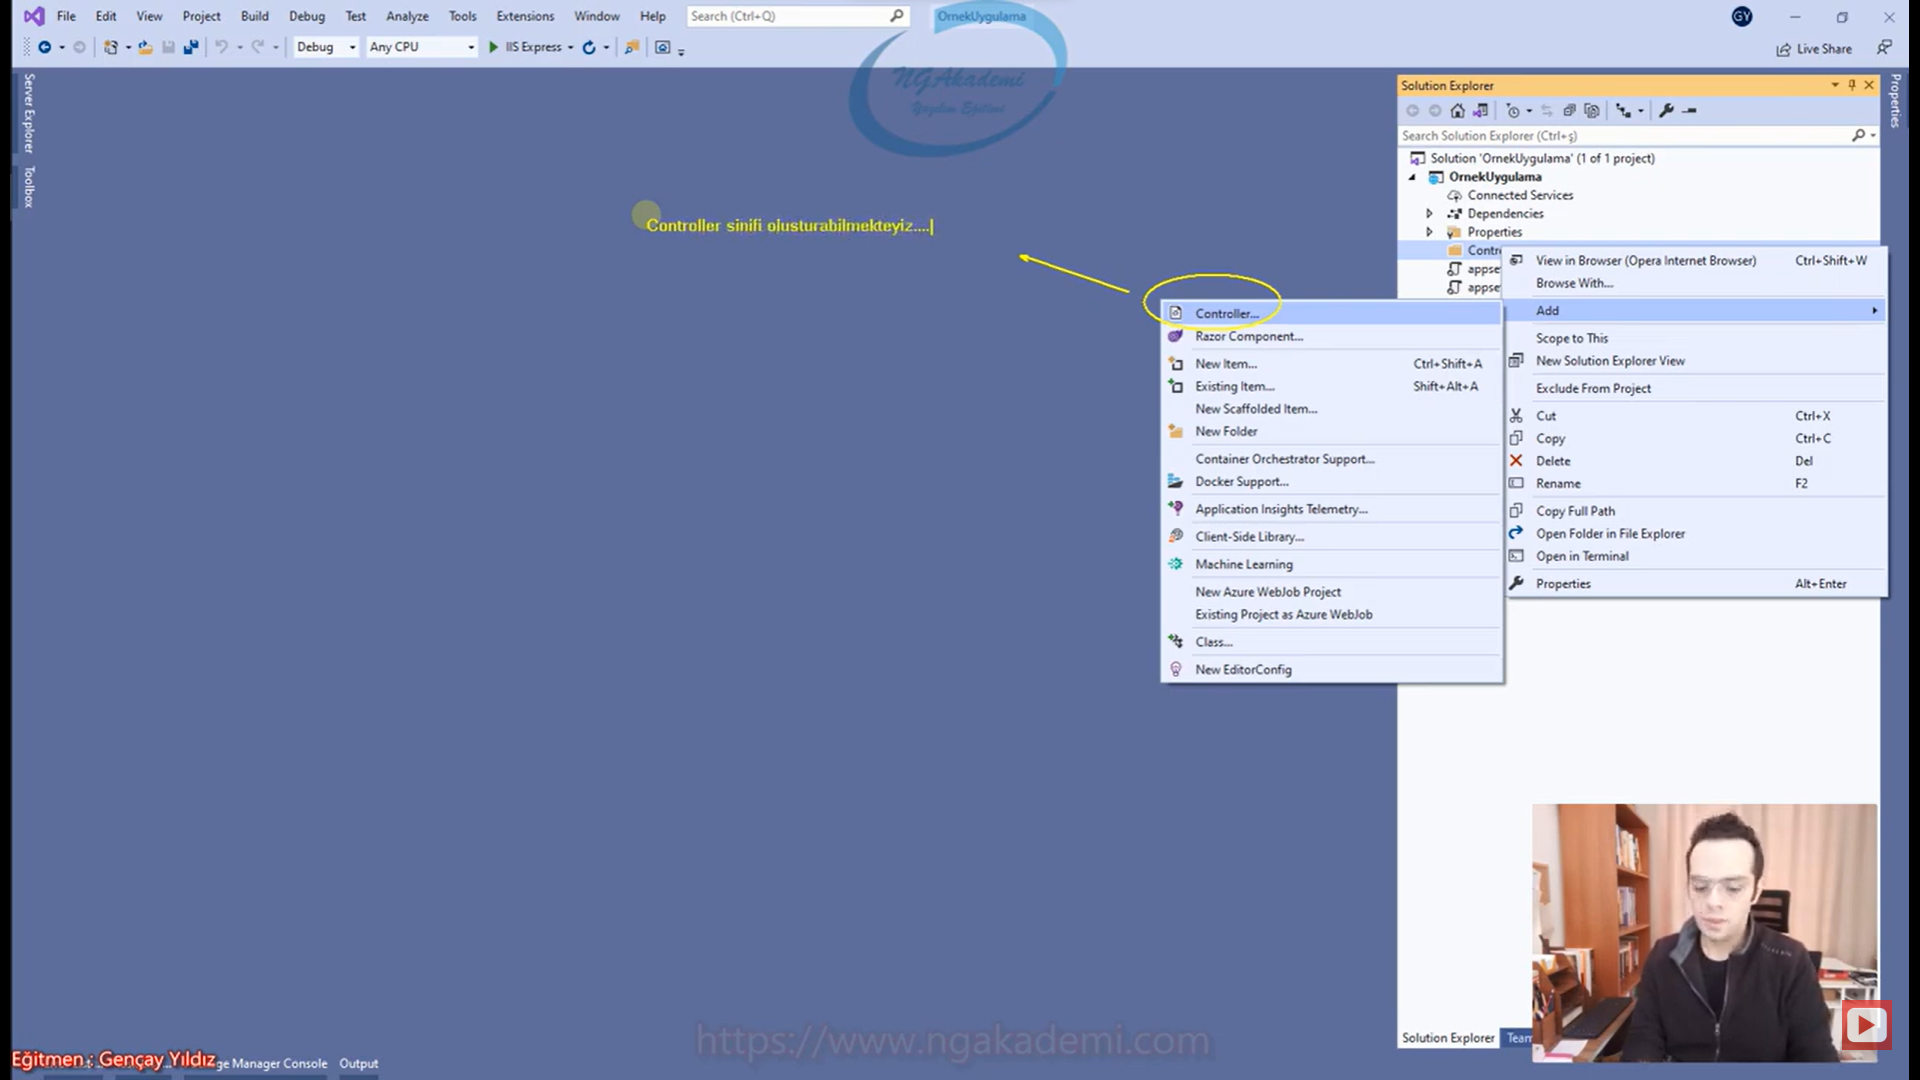 File Edit View Project Build Debug Test Analyze Tools Extensions Window Help Search (Ctrl+Q) OrnekUygulama GY
Debug Any CPU IIS Express Live Share
NGAkademi
Yazılım Eğitimi
Server Explorer
Toolbox
Properties
Solution Explorer
Search Solution Explorer (Ctrl+ş)
Solution 'OrnekUygulama' (1 of 1 project)
OrnekUygulama
Connected Services
Dependencies
Properties
Contro
appse
appse
Controller sinifi olusturabilmekteyiz....|
View in Browser (Opera Internet Browser) Ctrl+Shift+W
Browse With...
Add
Scope to This
New Solution Explorer View
Exclude From Project
Cut Ctrl+X
Copy Ctrl+C
Delete Del
Rename F2
Copy Full Path
Open Folder in File Explorer
Open in Terminal
Properties Alt+Enter
Controller...
Razor Component...
New Item... Ctrl+Shift+A
Existing Item... Shift+Alt+A
New Scaffolded Item...
New Folder
Container Orchestrator Support...
Docker Support...
Application Insights Telemetry...
Client-Side Library...
Machine Learning
New Azure WebJob Project
Existing Project as Azure WebJob
Class...
New EditorConfig
https://www.ngakademi.com
Solution Explorer Team
Eğitmen : Gençay Yıldız ge Manager Console Output